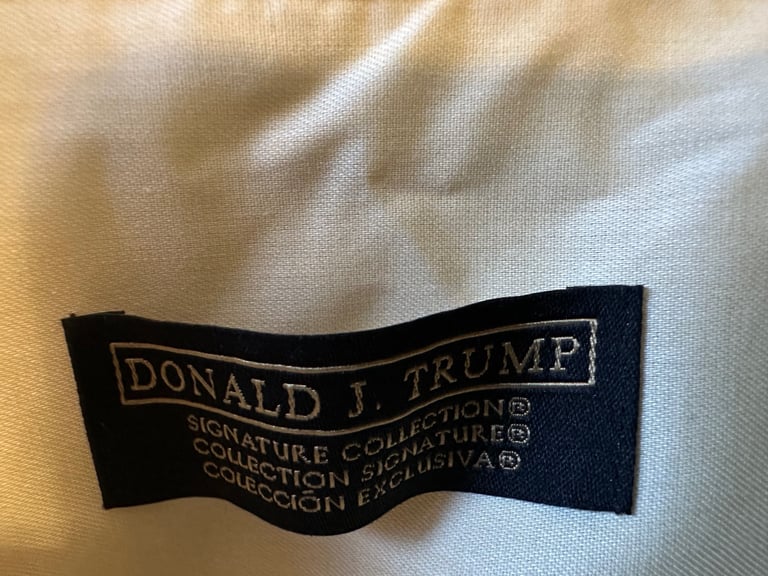 DONALD J. TRUMP
SIGNATURE COLLECTION®
COLLECTION SIGNATURE®
COLECCIÓN EXCLUSIVA®